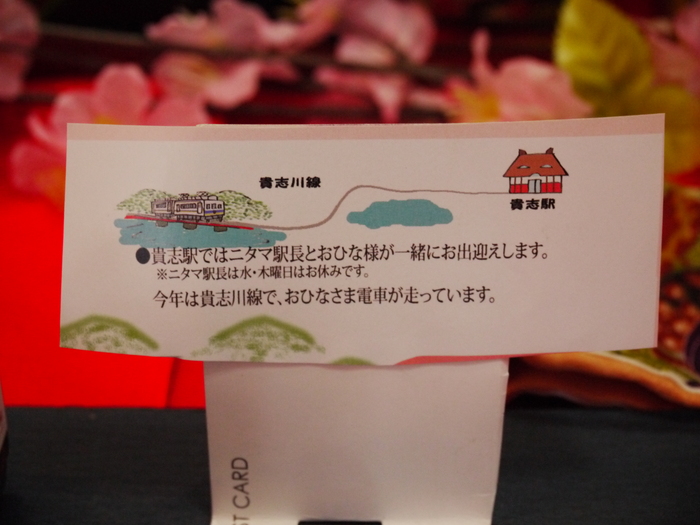 貴志川線
貴志駅
●貴志駅ではニタマ駅長とおひな様が一緒にお出迎えします。
※ニタマ駅長は水・木曜日はお休みです。
今年は貴志川線で、おひなさま電車が走っています。
ST CARD